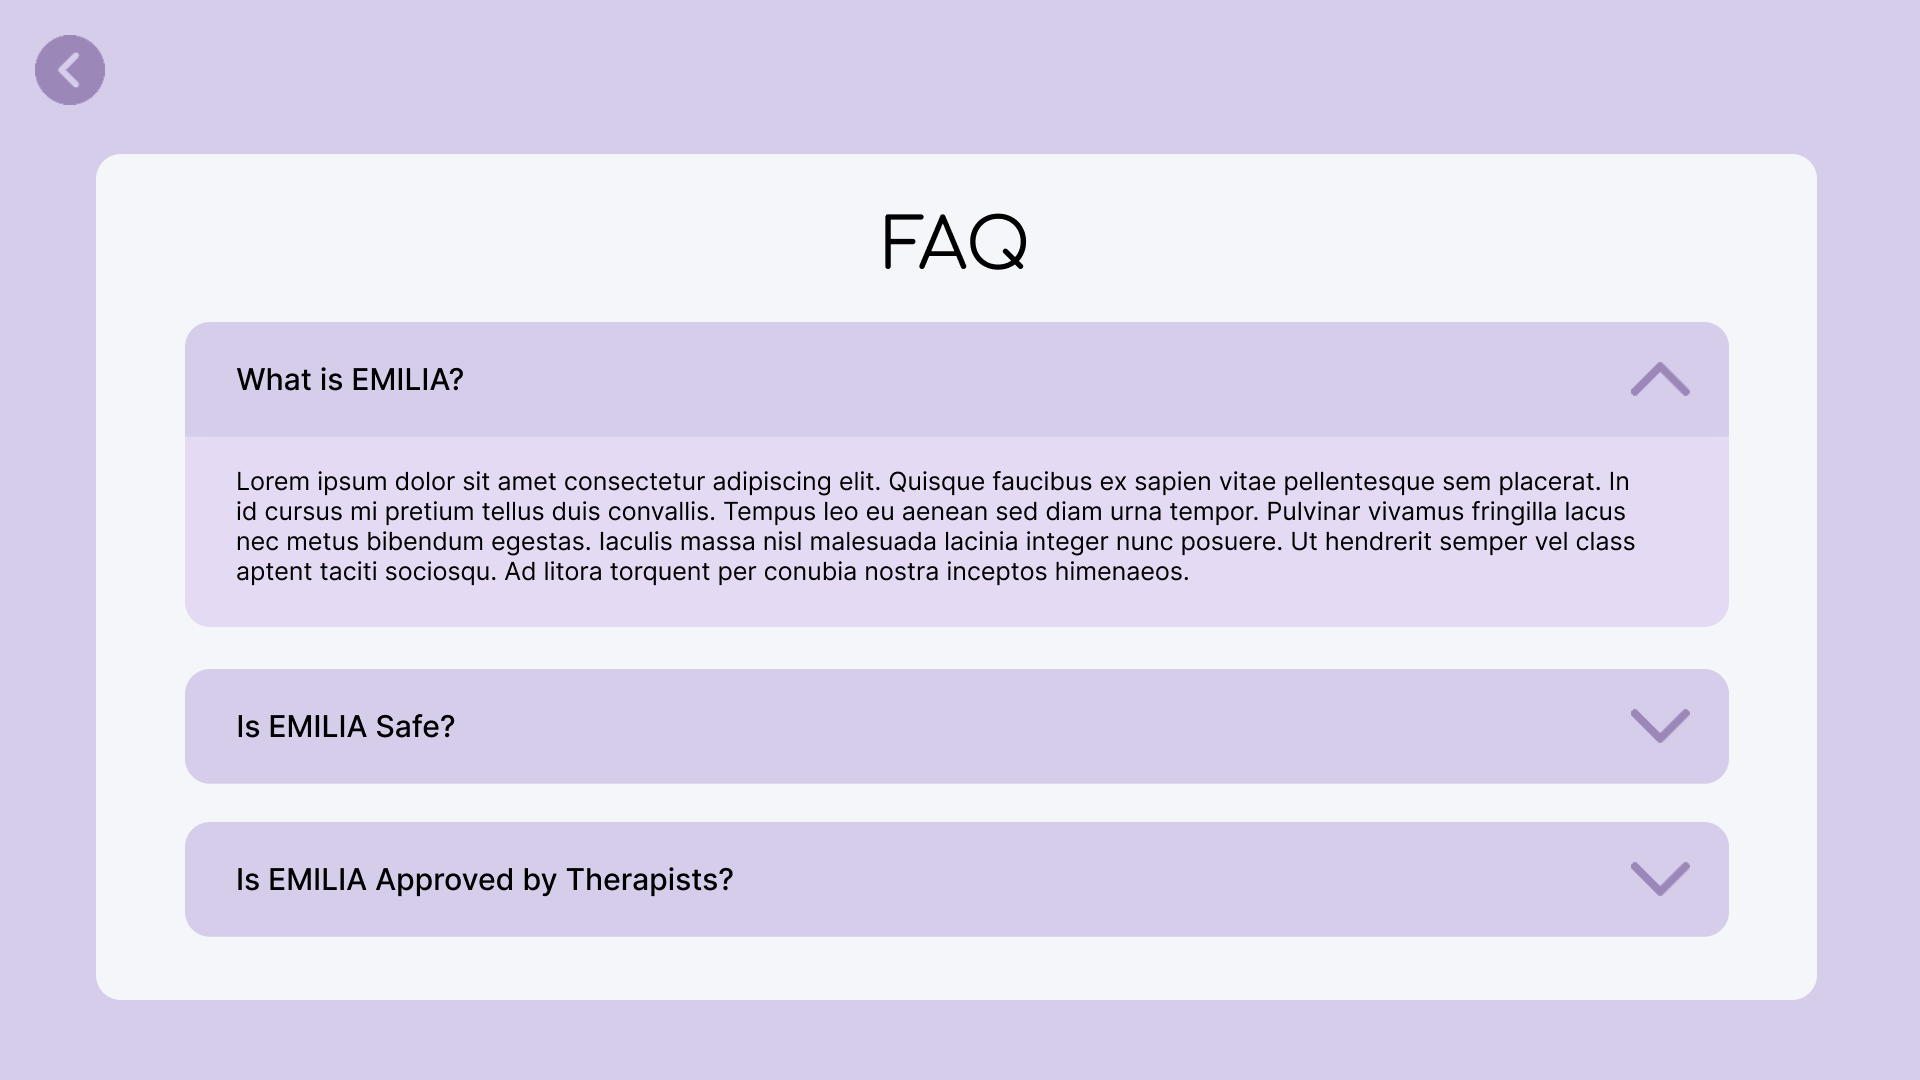 FAQ
What is EMILIA?
Lorem ipsum dolor sit amet consectetur adipiscing elit. Quisque faucibus ex sapien vitae pellentesque sem placerat. In
id cursus mi pretium tellus duis convallis. Tempus leo eu aenean sed diam urna tempor. Pulvinar vivamus fringilla lacus
nec metus bibendum egestas. Iaculis massa nisl malesuada lacinia integer nunc posuere. Ut hendrerit semper vel class
aptent taciti sociosqu. Ad litora torquent per conubia nostra inceptos himenaeos.
Is EMILIA Safe?
Is EMILIA Approved by Therapists?